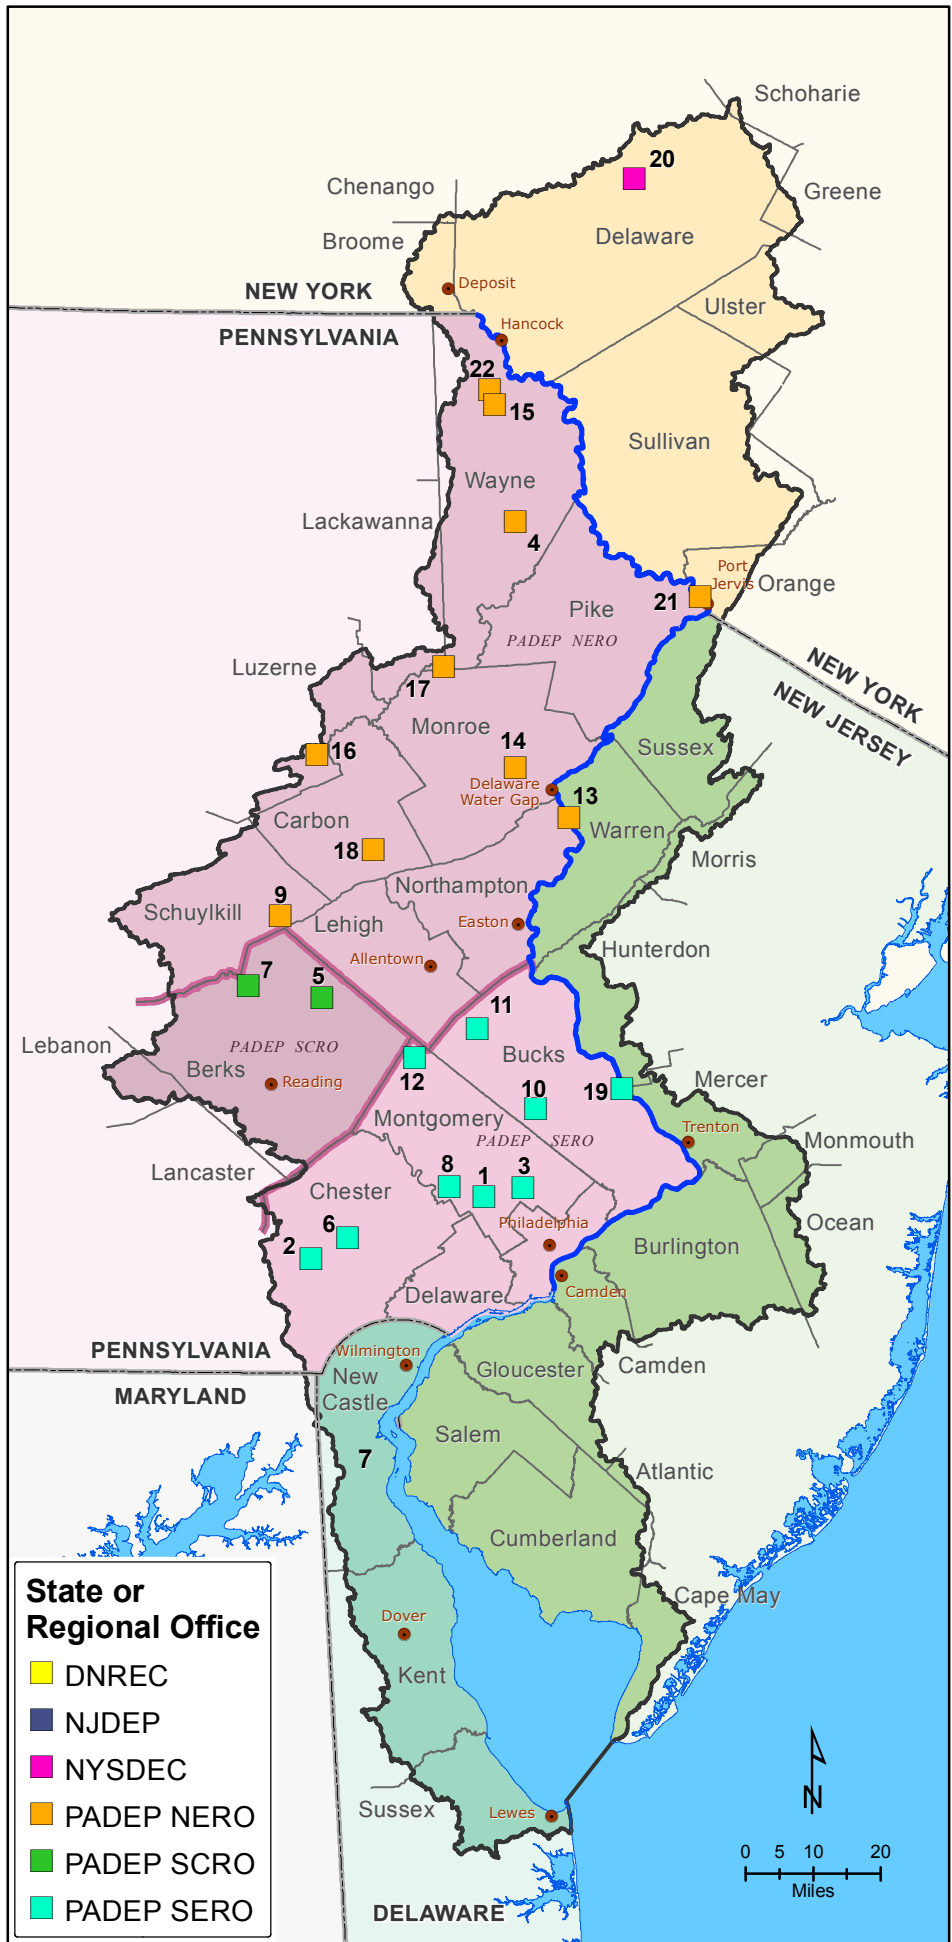 Schoharie
20
Chenango
Greene
Broome
Delaware
Deposit
NEW YORK
Ulster
Hancock
PENNSYLVANIA
22
15
Sullivan
Wayne
Lackawanna
4
Port
Jervis
Orange
21
Pike
PADEP NERO
Luzerne
NEW YORK
NEW JERSEY
17
Monroe
Sussex
16
14
Delaware
Water Gap
13
Carbon
Warren
18
Morris
Northampton
9
Schuylkill
Lehigh
Easton
Hunterdon
Allentown
7
5
11
Lebanon
PADEP SCRO
Bucks
Berks
Reading
12
10
19
Mercer
Montgomery
Trenton
PADEP SERO
Monmouth
Lancaster
8
1
3
Chester
Philadelphia
Ocean
6
2
Burlington
Camden
Delaware
PENNSYLVANIA
Wilmington
Gloucester
Camden
MARYLAND
New
Castle
Salem
7
Atlantic
Cumberland
Cape May
Dover
Kent
Sussex
Lewes
DELAWARE
State or
Regional Office
DNREC
NJDEP
NYSDEC
PADEP NERO
PADEP SCRO
PADEP SERO
N
0 5 10 20
Miles